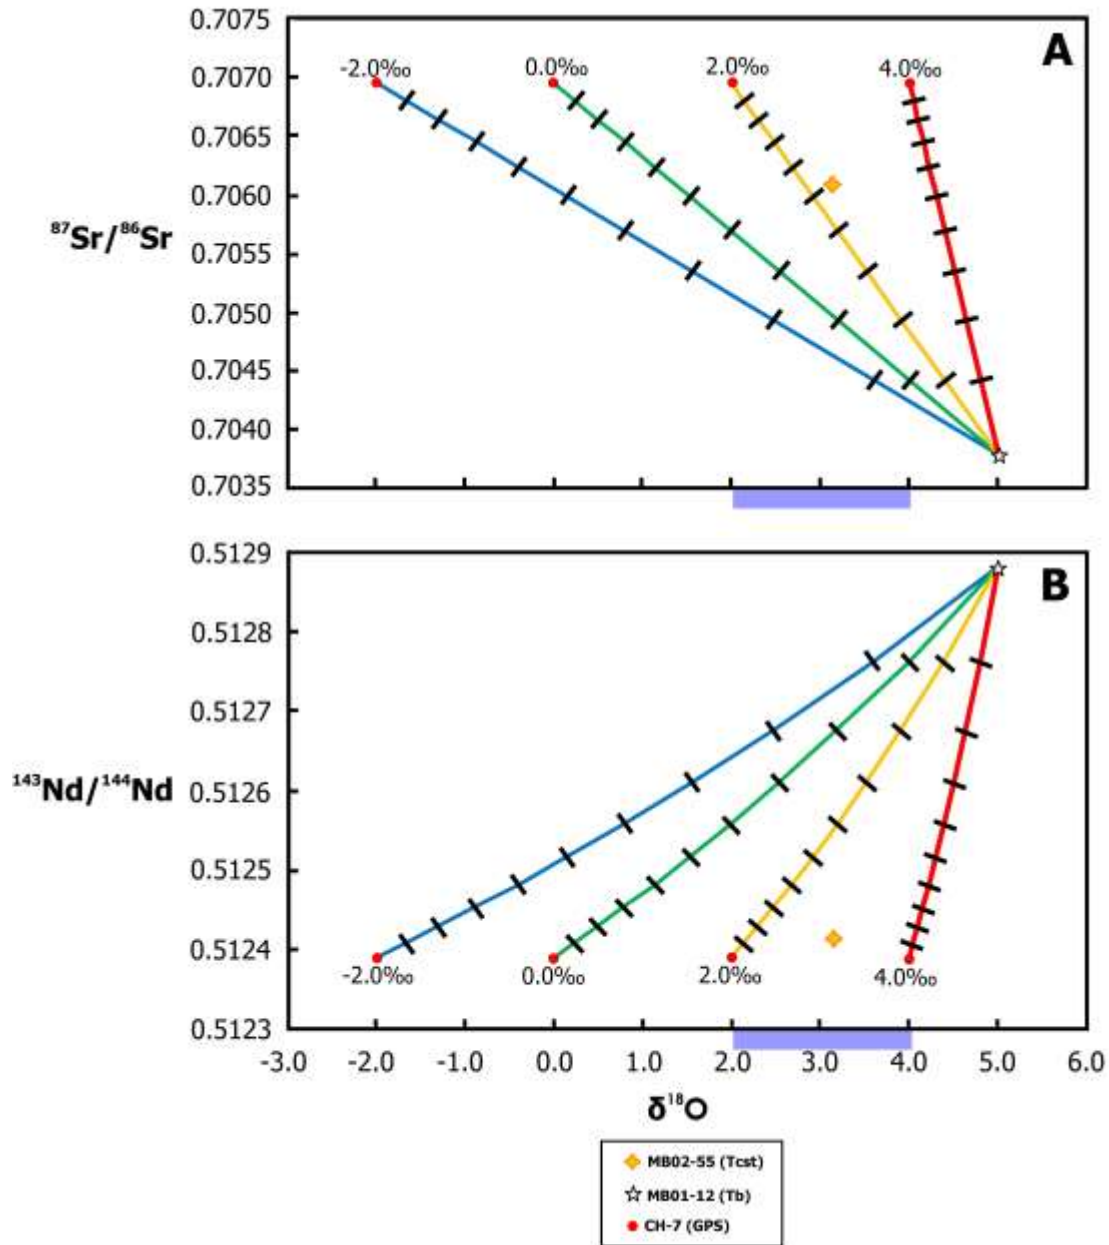 0.7075
A
-2.0‰ 0.0‰ 2.0‰ 4.0‰
0.7070
0.7065
0.7060
⁸⁷Sr/⁸⁶Sr
0.7055
0.7050
0.7045
0.7040
0.7035
0.5129
B
0.5128
0.5127
0.5126
¹⁴³Nd/¹⁴⁴Nd
0.5125
0.5124
-2.0‰ 0.0‰ 2.0‰ 4.0‰
0.5123
-3.0 -2.0 -1.0 0.0 1.0 2.0 3.0 4.0 5.0 6.0
δ¹⁸O
MB02-55 (Tcst)
MB01-12 (Tb)
CH-7 (GPS)